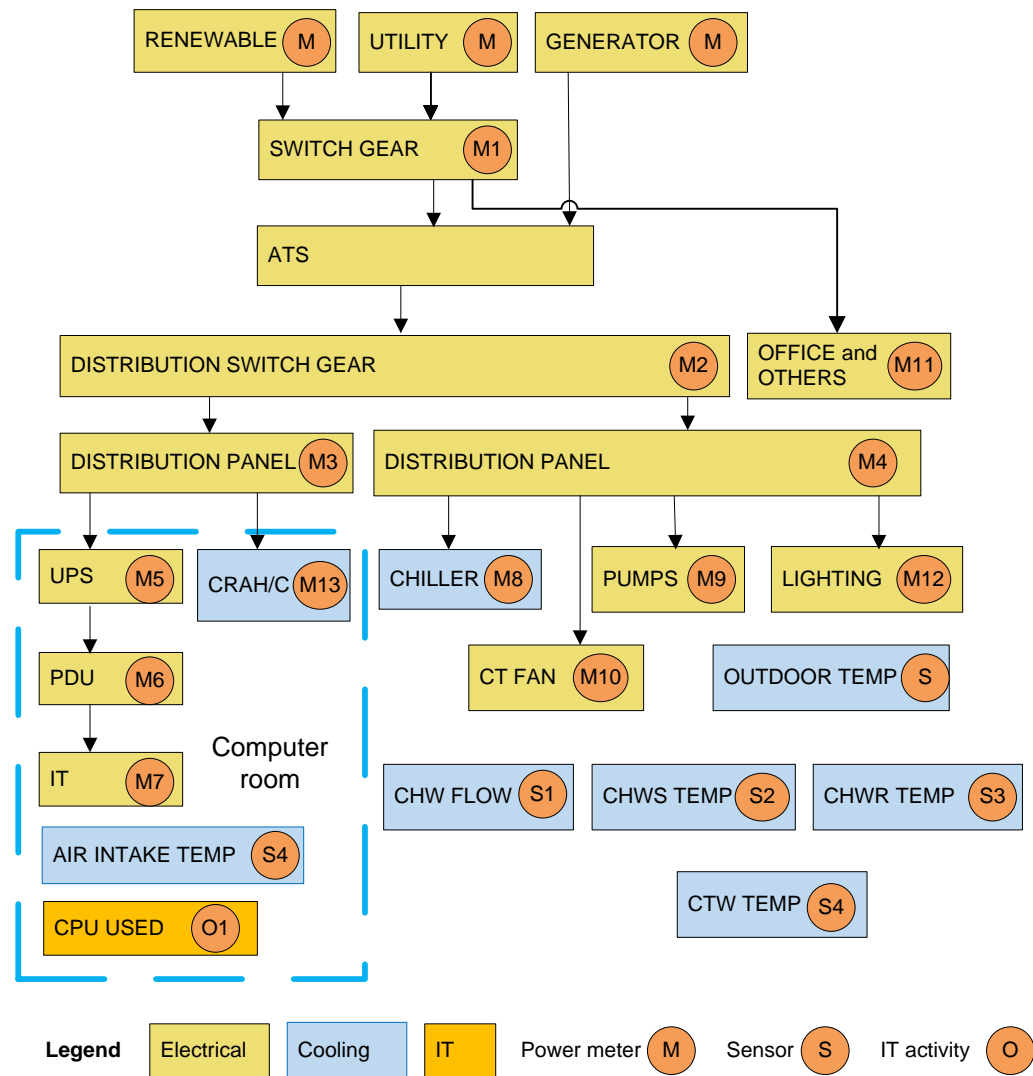 RENEWABLE M
UTILITY M
GENERATOR M
SWITCH GEAR M1
ATS
DISTRIBUTION SWITCH GEAR M2
OFFICE and
OTHERS M11
DISTRIBUTION PANEL M3
DISTRIBUTION PANEL M4
UPS M5
CRAH/C M13
CHILLER M8
PUMPS M9
LIGHTING M12
PDU M6
CT FAN M10
OUTDOOR TEMP S
IT M7
Computer
room
CHW FLOW S1
CHWS TEMP S2
CHWR TEMP S3
AIR INTAKE TEMP S4
CTW TEMP S4
CPU USED O1
Legend Electrical Cooling IT Power meter M Sensor S IT activity O